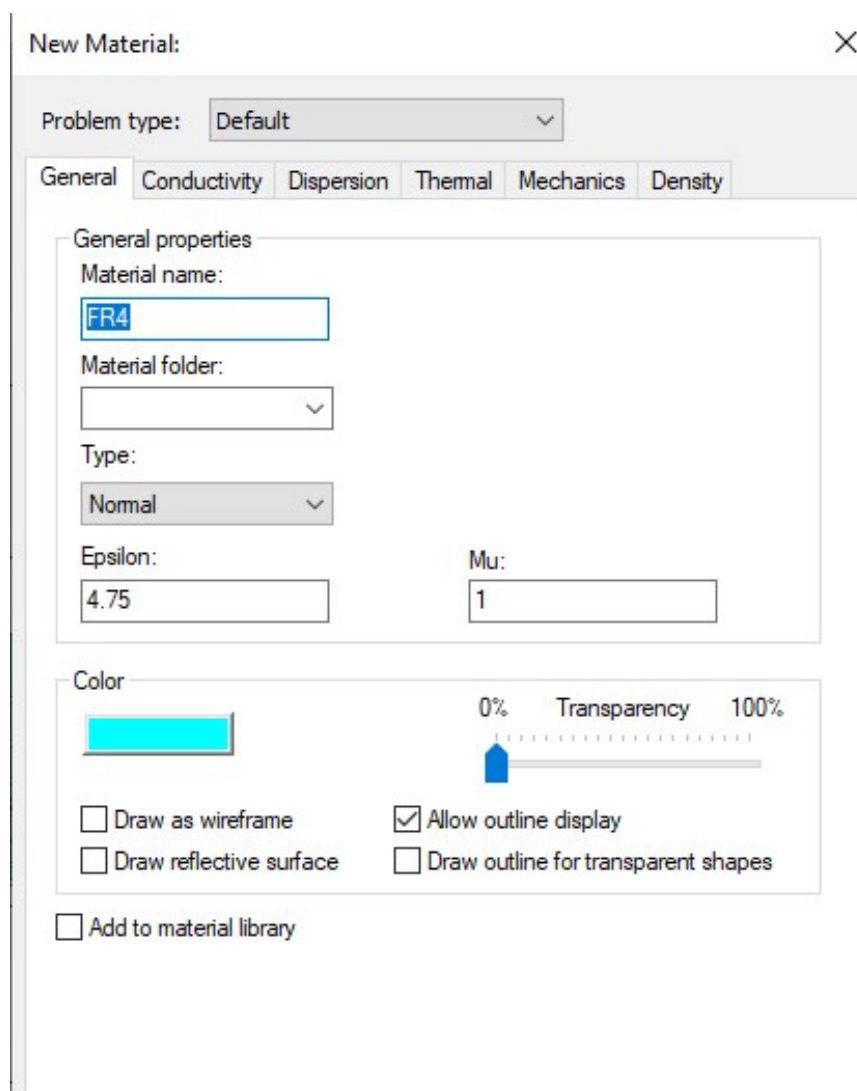 New Material:
Problem type: Default
General Conductivity Dispersion Thermal Mechanics Density
General properties
Material name:
FR4
Material folder:
Type:
Normal
Epsilon: Mu:
4.75 1
Color
0% Transparency 100%
Draw as wireframe Allow outline display
Draw reflective surface Draw outline for transparent shapes
Add to material library